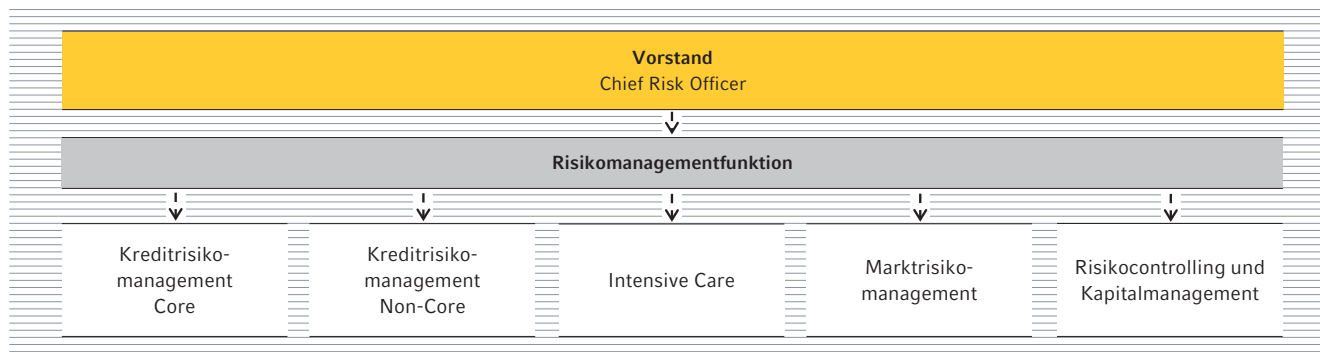 Vorstand
Chief Risk Officer
Risikomanagementfunktion
Kreditrisiko-
management
Core
Kreditrisiko-
management
Non-Core
Intensive Care
Marktrisiko-
management
Risikocontrolling und
Kapitalmanagement